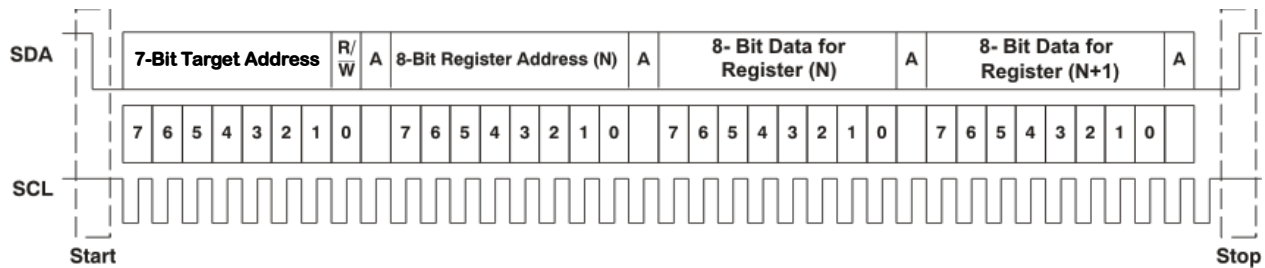 SDA
7-Bit Target Address R/W A 8-Bit Register Address (N) A 8- Bit Data for Register (N) A 8- Bit Data for Register (N+1) A
7 6 5 4 3 2 1 0 7 6 5 4 3 2 1 0 7 6 5 4 3 2 1 0 7 6 5 4 3 2 1 0
SCL
Start Stop